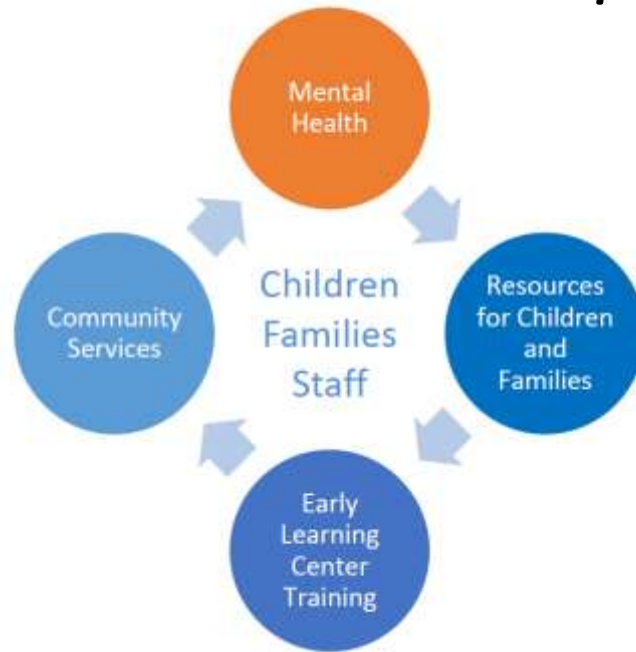 Mental
Health
Resources
for Children
and
Families
Early
Learning
Center
Training
Community
Services
Children
Families
Staff